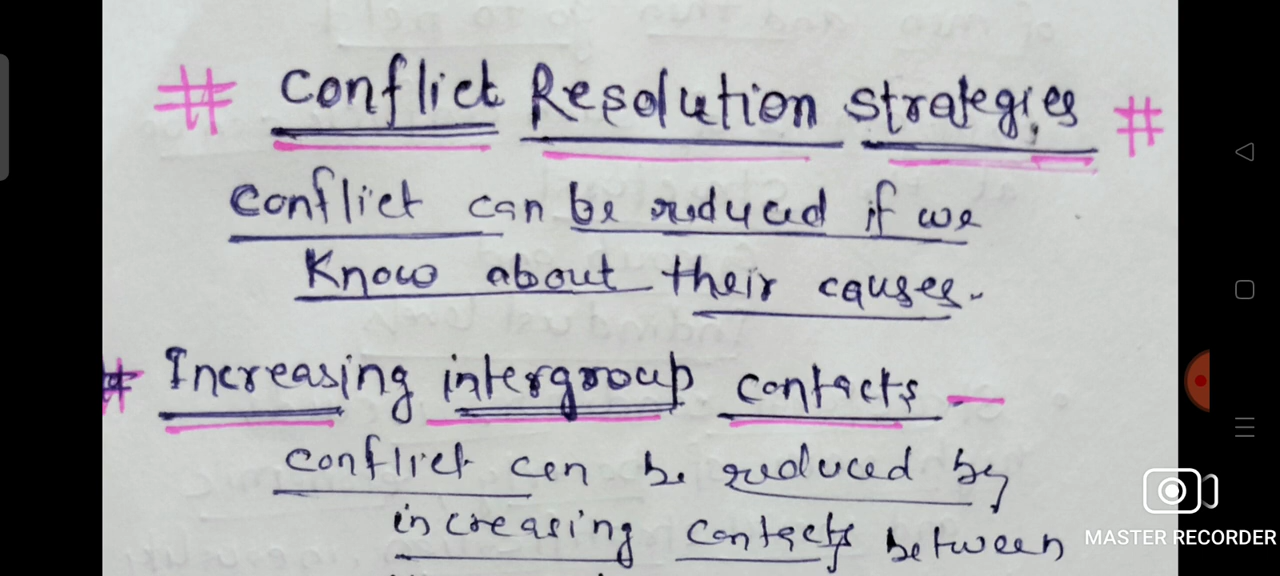 # Conflict Resolution strategies #
Conflict can be reduced if we
Know about their causes.
# Increasing intergroup contacts -
conflict can be reduced by
increasing contacts between
MASTER RECORDER